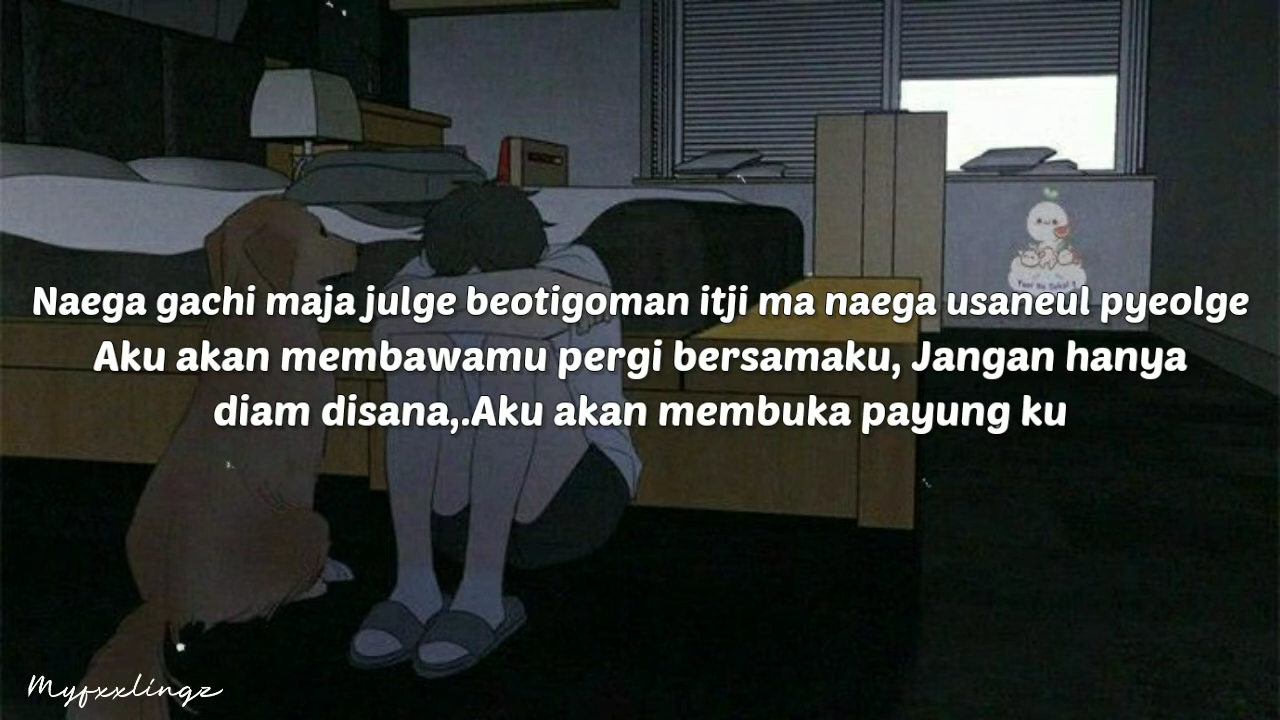 Naega gachi maja julge beotigoman itji ma naega usaneul pyeolge
Aku akan membawamu pergi bersamaku, Jangan hanya
diam disana,.Aku akan membuka payung ku
Myfxxlingz